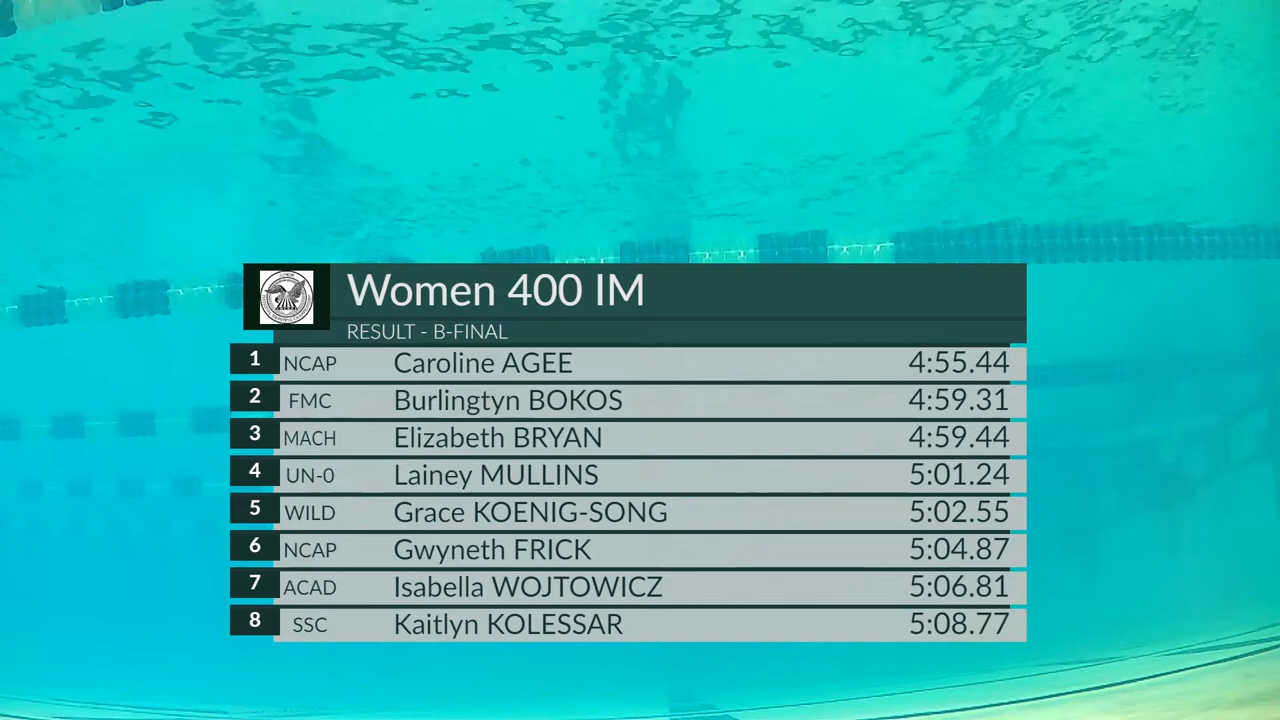 Women 400 IM
RESULT - B-FINAL
1 NCAP Caroline AGEE 4:55.44
2 FMC Burlingtyn BOKOS 4:59.31
3 MACH Elizabeth BRYAN 4:59.44
4 UN-0 Lainey MULLINS 5:01.24
5 WILD Grace KOENIG-SONG 5:02.55
6 NCAP Gwyneth FRICK 5:04.87
7 ACAD Isabella WOJTOWICZ 5:06.81
8 SSC Kaitlyn KOLESSAR 5:08.77